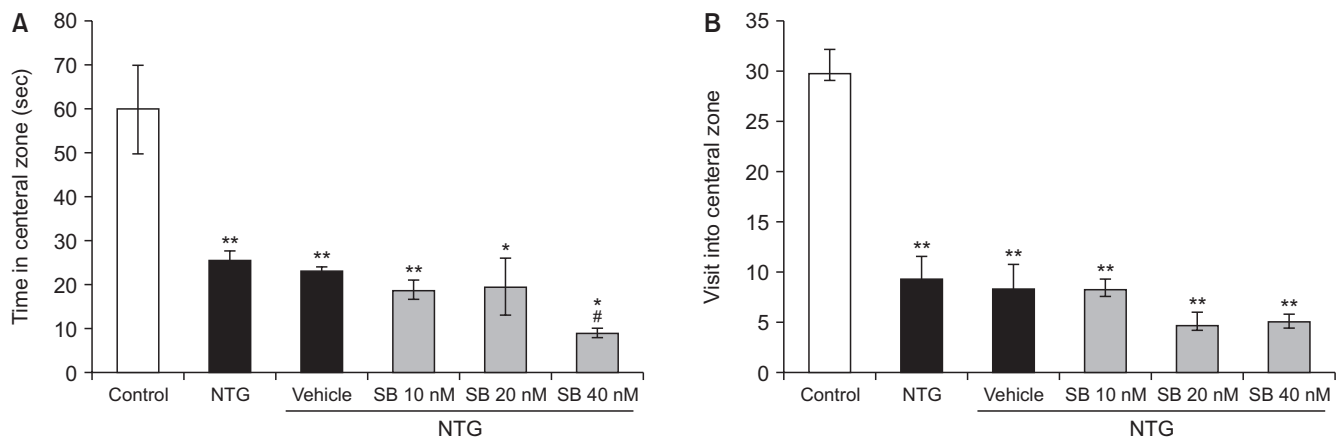 A
Time in centeral zone (sec)
80
70
60
50
40
30
20
10
0
**
**
**
*
*
#
Control
NTG
Vehicle
SB 10 nM
SB 20 nM
SB 40 nM
NTG
B
Visit into centeral zone
35
30
25
20
15
10
5
0
**
**
**
**
**
Control
NTG
Vehicle
SB 10 nM
SB 20 nM
SB 40 nM
NTG